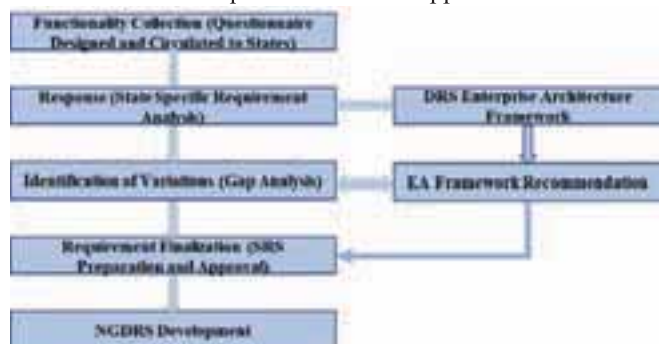 Functionality Collection (Questionnaire
Designed and Circulated to States)
Response (State Specific Requirement
Analysis)
DRS Enterprise Architecture
Framework
Identification of Variations (Gap Analysis)
EA Framework Recommendation
Requirement Finalization (SRS
Preparation and Approval)
NGDRS Development